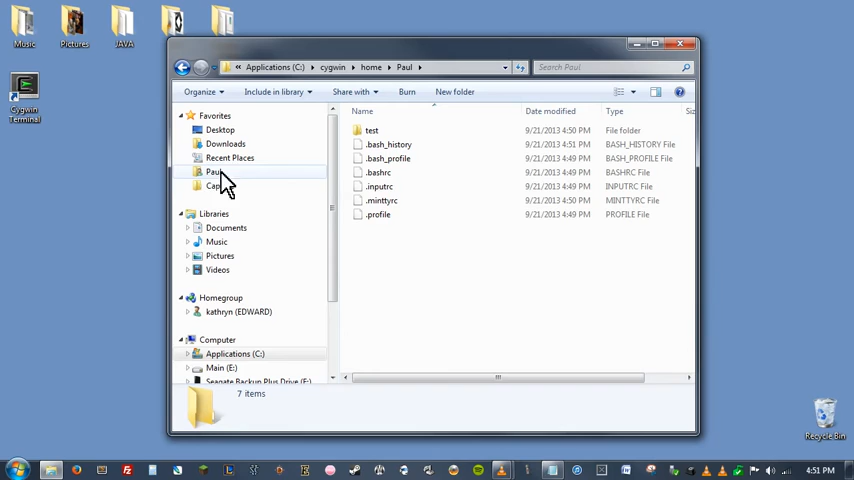 Music
Pictures
JAVA
Cygwin
Terminal
« Applications (C:) ▸ cygwin ▸ home ▸ Paul ▸
Search Paul
Organize
Include in library
Share with
Burn
New folder
Name
Date modified
Type
Favorites
Desktop
Downloads
Recent Places
Libraries
Documents
Music
Pictures
Videos
Homegroup
kathryn (EDWARD)
Computer
Applications (C:)
Main (E:)
Seagate Backup Plus Drive (F:)
test 9/21/2013 4:50 PM File folder
.bash_history 9/21/2013 4:50 PM BASH_HISTORY File
.bash_profile 9/21/2013 4:49 PM BASH_PROFILE File
.bashrc 9/21/2013 4:49 PM BASHRC File
.inputrc 9/21/2013 4:49 PM INPUTRC File
.minttyrc 9/21/2013 4:50 PM MINTTYRC File
.profile 9/21/2013 4:49 PM PROFILE File
7 items
Recycle Bin
4:51 PM